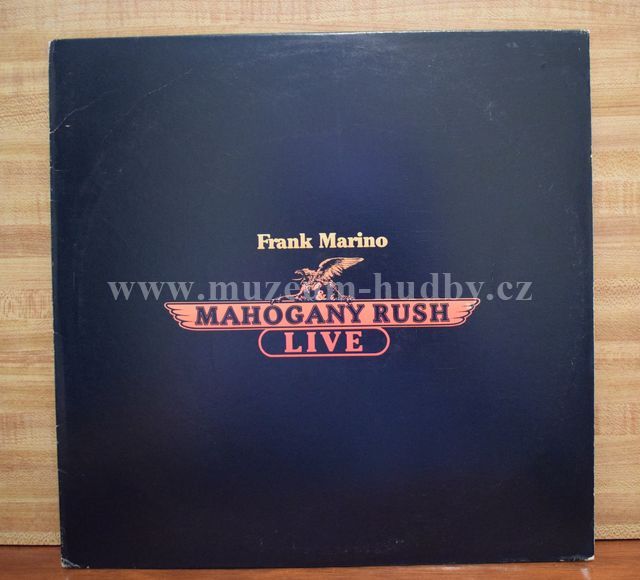 Frank Marino
&
www.muzeum-hudby.cz
MAHOGANY RUSH
LIVE